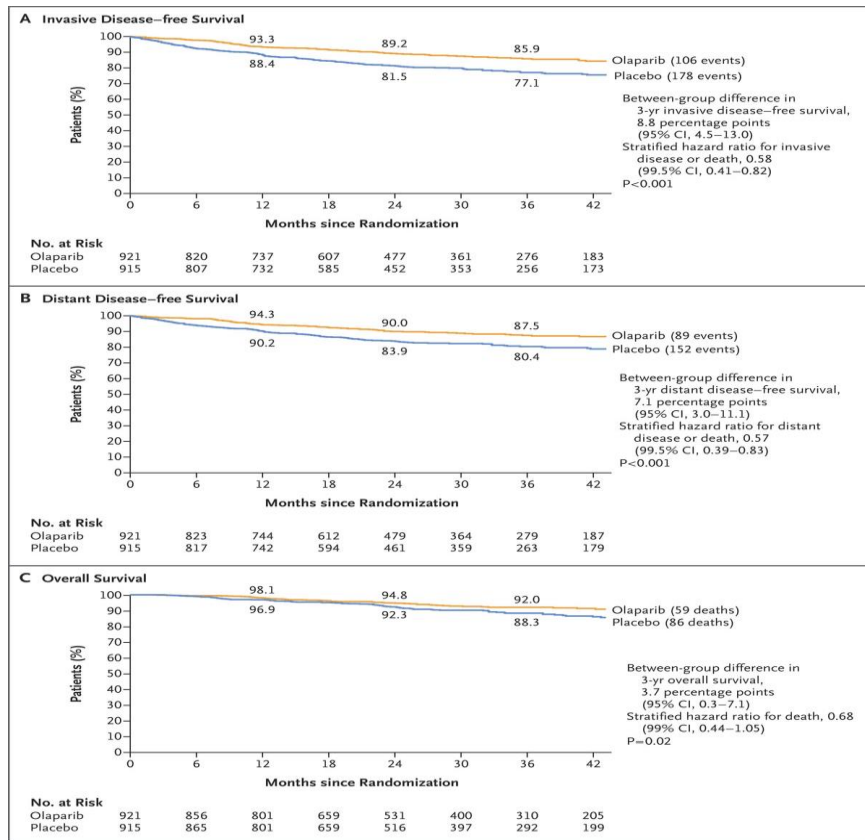 A Invasive Disease–free Survival
100
90
80
70
60
50
40
30
20
10
0
Patients (%)
93.3
89.2
85.9
88.4
81.5
77.1
Olaparib (106 events)
Placebo (178 events)
Between-group difference in
3-yr invasive disease–free survival,
8.8 percentage points
(95% CI, 4.5–13.0)
Stratified hazard ratio for invasive
disease or death, 0.58
(99.5% CI, 0.41–0.82)
P<0.001
0 6 12 18 24 30 36 42
Months since Randomization
No. at Risk
Olaparib 921 820 737 607 477 361 276 183
Placebo 915 807 732 585 452 353 256 173
B Distant Disease–free Survival
100
90
80
70
60
50
40
30
20
10
0
Patients (%)
94.3
90.0
87.5
90.2
83.9
80.4
Olaparib (89 events)
Placebo (152 events)
Between-group difference in
3-yr distant disease–free survival,
7.1 percentage points
(95% CI, 3.0–11.1)
Stratified hazard ratio for distant
disease or death, 0.57
(99.5% CI, 0.39–0.83)
P<0.001
0 6 12 18 24 30 36 42
Months since Randomization
No. at Risk
Olaparib 921 823 744 612 479 364 279 187
Placebo 915 817 742 594 461 359 263 179
C Overall Survival
100
90
80
70
60
50
40
30
20
10
0
Patients (%)
98.1
94.8
92.0
96.9
92.3
88.3
Olaparib (59 deaths)
Placebo (86 deaths)
Between-group difference in
3-yr overall survival,
3.7 percentage points
(95% CI, 0.3–7.1)
Stratified hazard ratio for death, 0.68
(99% CI, 0.44–1.05)
P=0.02
0 6 12 18 24 30 36 42
Months since Randomization
No. at Risk
Olaparib 921 856 801 659 531 400 310 205
Placebo 915 865 801 659 516 397 292 199